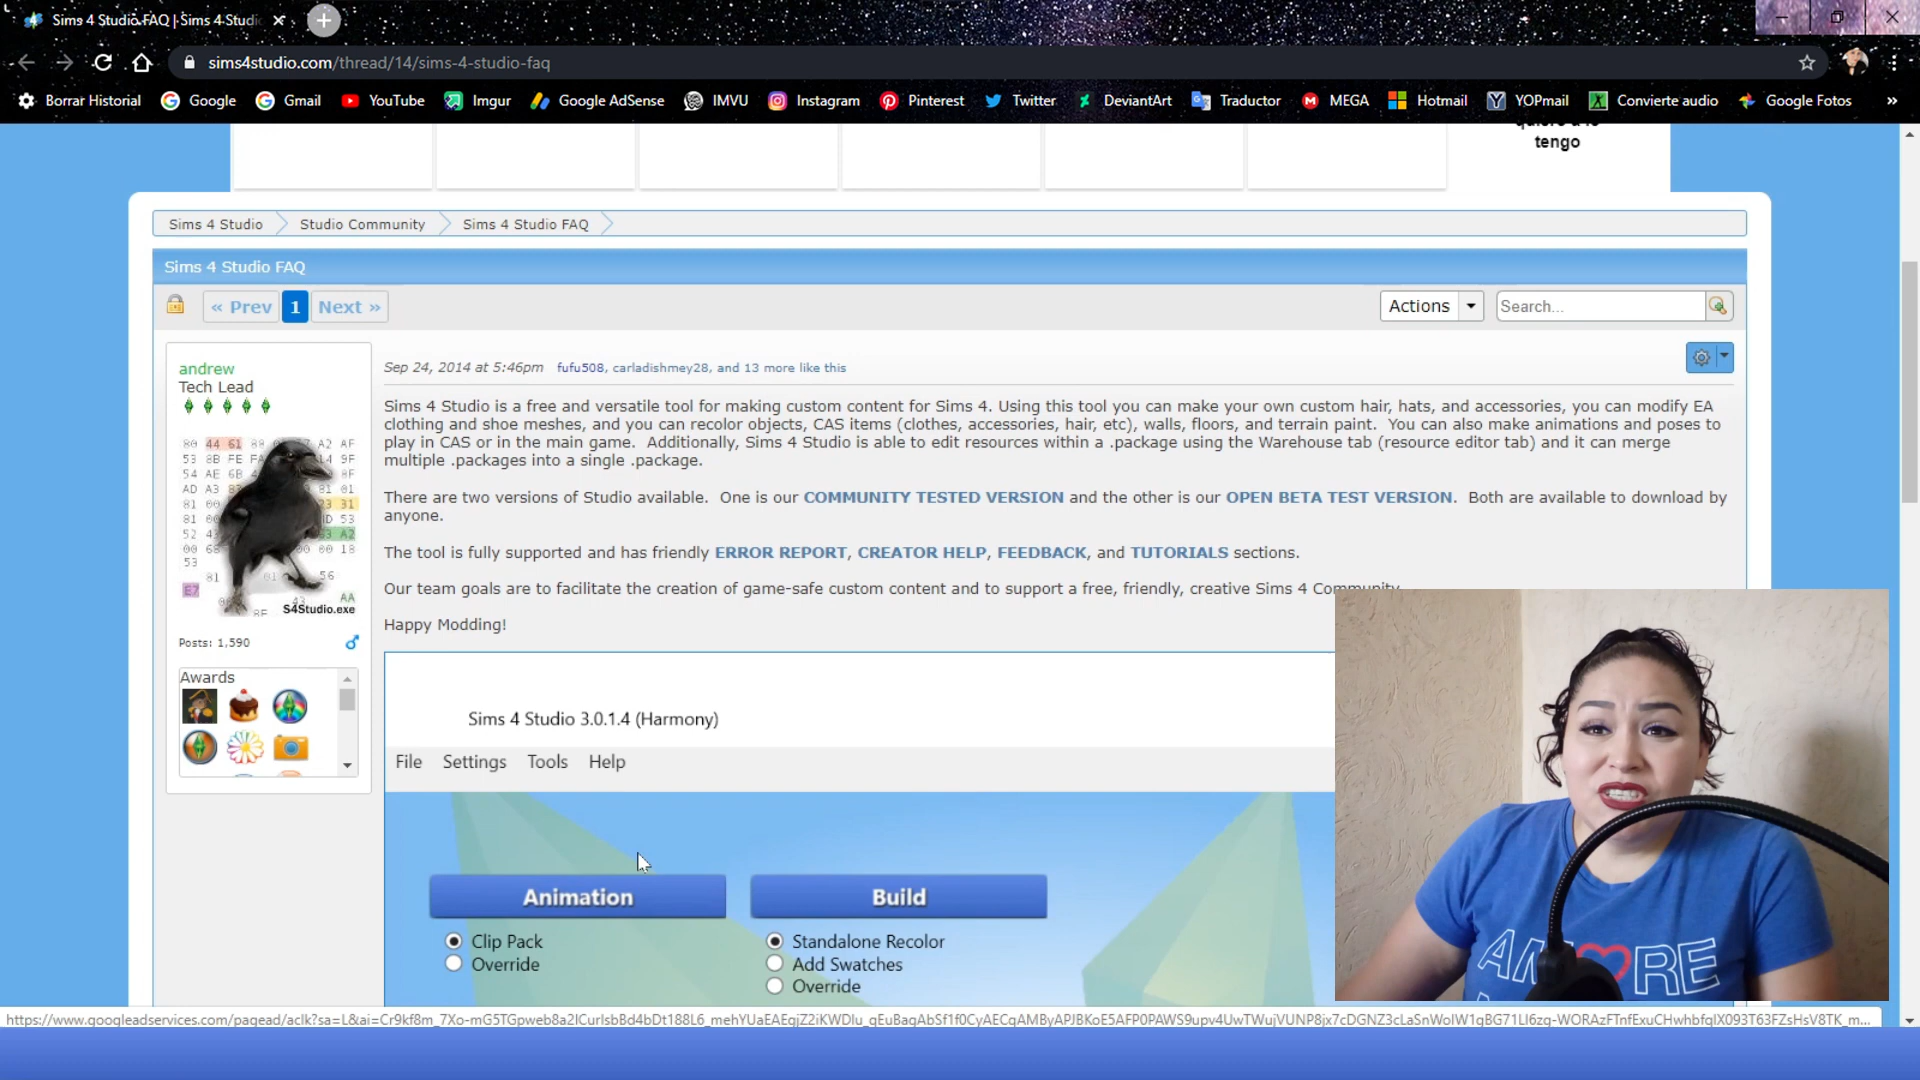 Sims 4 Studio FAQ | Sims 4 Studio
sims4studio.com/thread/14/sims-4-studio-faq
Borrar Historial Google Gmail YouTube Imgur Google AdSense IMVU Instagram Pinterest Twitter DeviantArt Traductor MEGA Hotmail YOPmail Convierte audio Google Fotos »
quiero a lo
tengo
Sims 4 Studio Studio Community Sims 4 Studio FAQ
Sims 4 Studio FAQ
« Prev 1 Next » Actions Search...
andrew
Tech Lead
S4Studio.exe
Posts: 1,590
Awards
Sep 24, 2014 at 5:46pm fufu508, carladishmey28, and 13 more like this
Sims 4 Studio is a free and versatile tool for making custom content for Sims 4. Using this tool you can make your own custom hair, hats, and accessories, you can modify EA
clothing and shoe meshes, and you can recolor objects, CAS items (clothes, accessories, hair, etc), walls, floors, and terrain paint. You can also make animations and poses to
play in CAS or in the main game. Additionally, Sims 4 Studio is able to edit resources within a .package using the Warehouse tab (resource editor tab) and it can merge
multiple .packages into a single .package.
There are two versions of Studio available. One is our COMMUNITY TESTED VERSION and the other is our OPEN BETA TEST VERSION. Both are available to download by
anyone.
The tool is fully supported and has friendly ERROR REPORT, CREATOR HELP, FEEDBACK, and TUTORIALS sections.
Our team goals are to facilitate the creation of game-safe custom content and to support a free, friendly, creative Sims 4 Community.
Happy Modding!
Sims 4 Studio 3.0.1.4 (Harmony)
File Settings Tools Help
Animation Build
Clip Pack Standalone Recolor
Override Add Swatches
Override